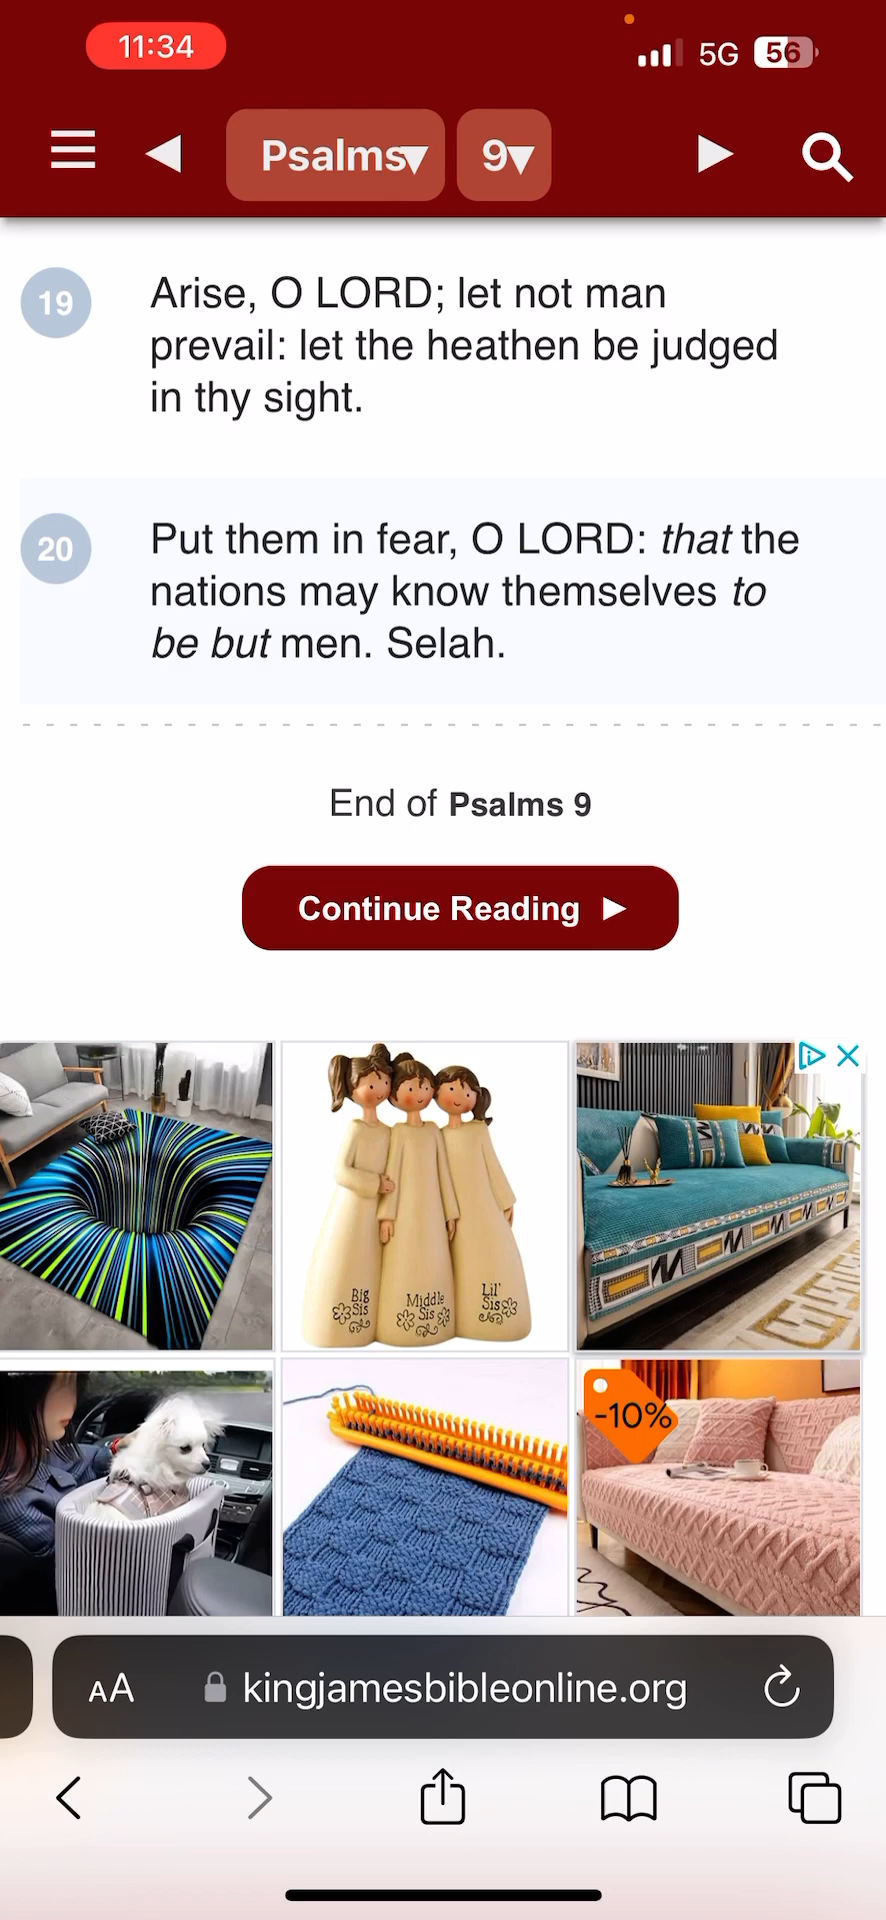 11:34
5G 56
Psalms▼ 9▼
19
Arise, O LORD; let not man
prevail: let the heathen be judged
in thy sight.
20
Put them in fear, O LORD: that the
nations may know themselves to
be but men. Selah.
End of Psalms 9
Continue Reading ►
Big
Sis
Middle
Sis
Lil'
Sis
-10%
AA kingjamesbibleonline.org